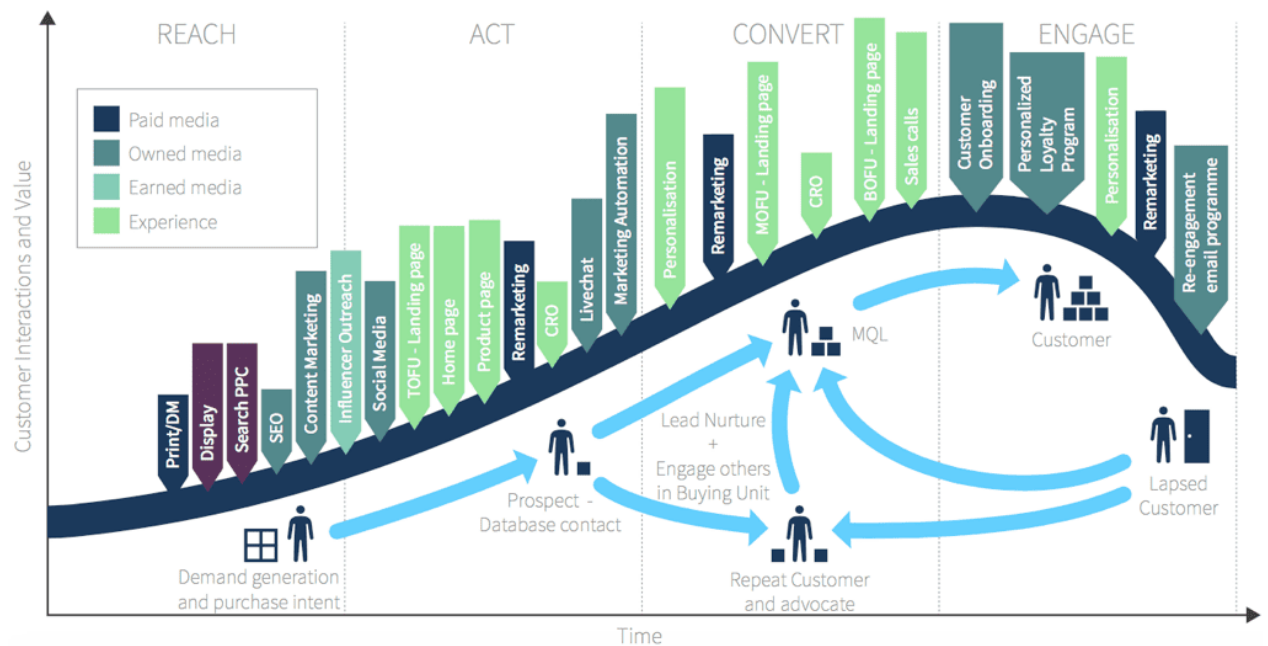 REACH
ACT
CONVERT
ENGAGE
Paid media
Owned media
Earned media
Experience
Customer Interactions and Value
Print/DM
Display
Search PPC
SEO
Content Marketing
Influencer Outreach
Social Media
TOFU - Landing page
Home page
Product page
Remarketing
CRO
Livechat
Marketing Automation
Personalisation
Remarketing
MOFU - Landing page
CRO
BOFU - Landing page
Sales calls
Customer
Onboarding
Personalized
Loyalty
Program
Personalisation
Remarketing
Re-engagement
email programme
Demand generation
and purchase intent
Prospect -
Database contact
Lead Nurture
+
Engage others
in Buying Unit
MQL
Repeat Customer
and advocate
Customer
Lapsed
Customer
Time